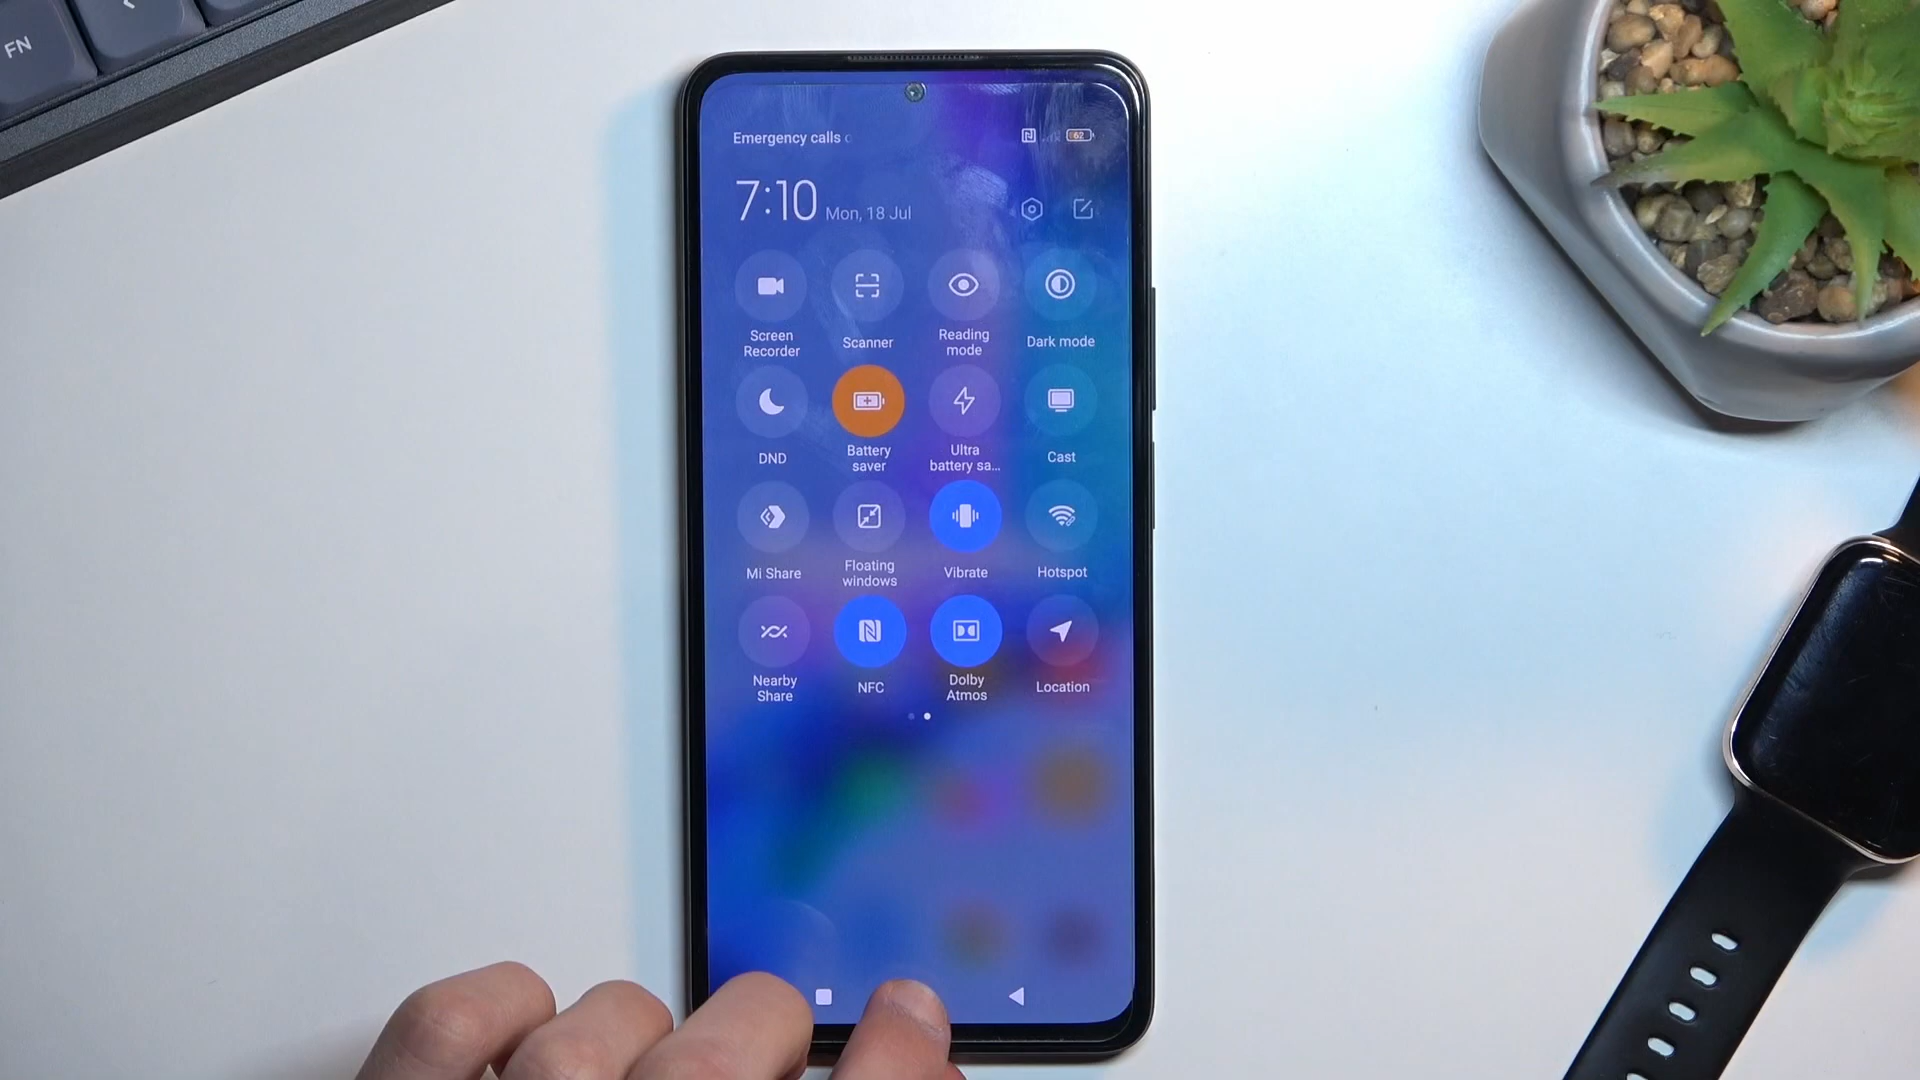 FN
Emergency calls
62
7:10 Mon, 18 Jul
Screen
Recorder
Scanner
Reading
mode
Dark mode
DND
Battery
saver
Ultra
battery sa...
Cast
Mi Share
Floating
windows
Vibrate
Hotspot
Nearby
Share
NFC
Dolby
Atmos
Location